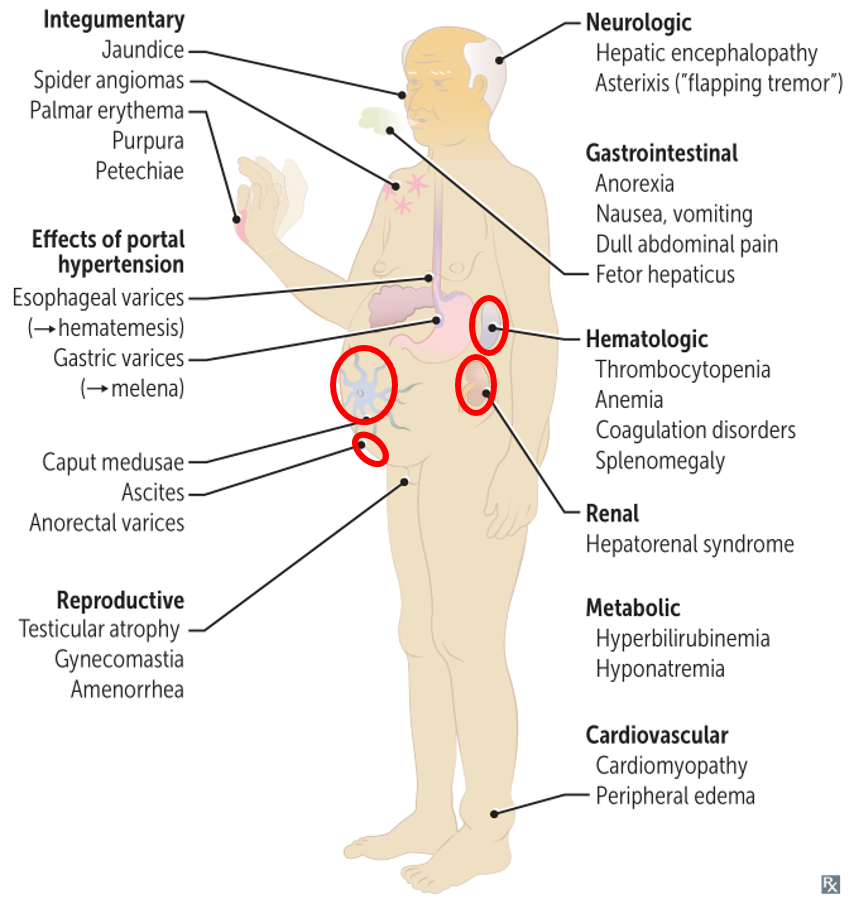 Integumentary
Jaundice
Spider angiomas
Palmar erythema
Purpura
Petechiae
Effects of portal
hypertension
Esophageal varices
(→hematemesis)
Gastric varices
(→melena)
Caput medusae
Ascites
Anorectal varices
Reproductive
Testicular atrophy
Gynecomastia
Amenorrhea
Neurologic
Hepatic encephalopathy
Asterixis ("flapping tremor")
Gastrointestinal
Anorexia
Nausea, vomiting
Dull abdominal pain
Fetor hepaticus
Hematologic
Thrombocytopenia
Anemia
Coagulation disorders
Splenomegaly
Renal
Hepatorenal syndrome
Metabolic
Hyperbilirubinemia
Hyponatremia
Cardiovascular
Cardiomyopathy
Peripheral edema
℞